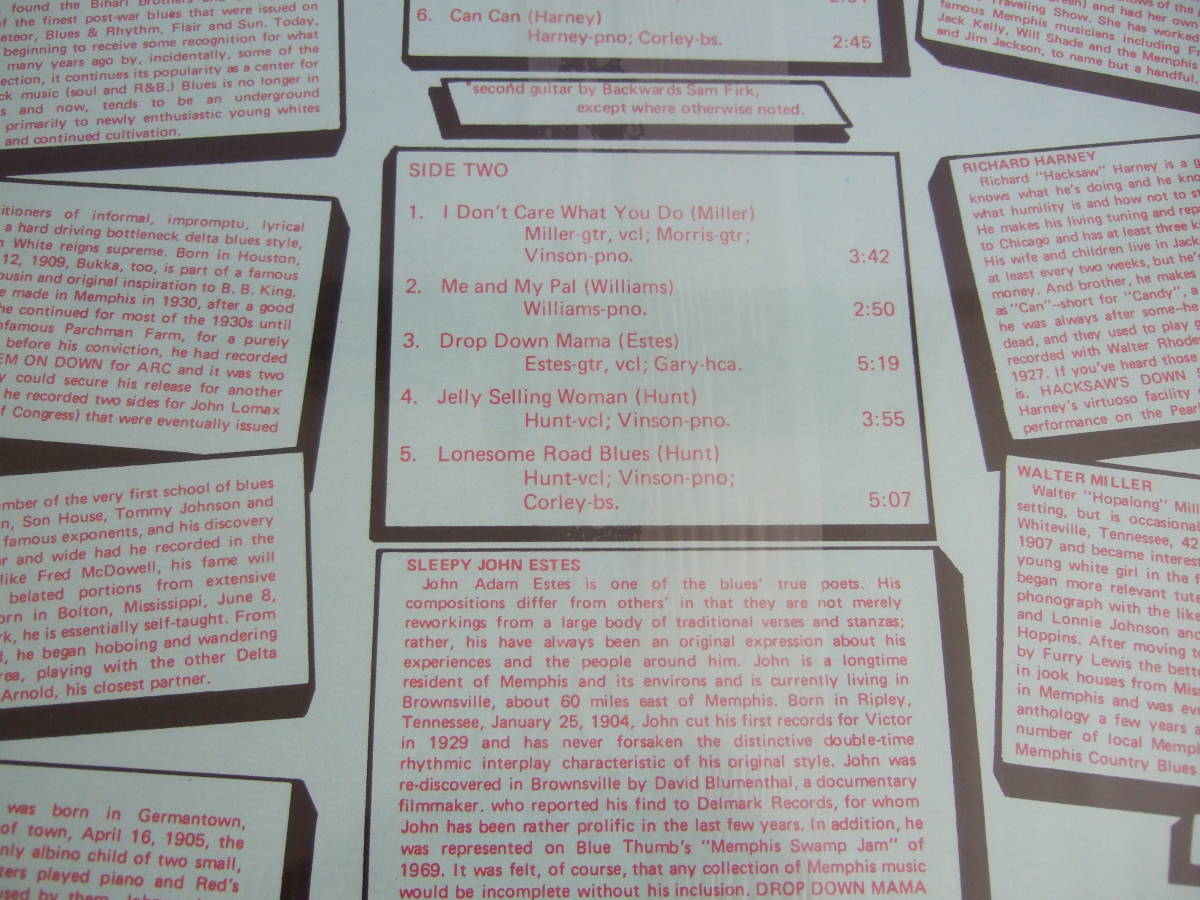 found the Bihari brothers
of the finest post-war blues that were issued on
Meteor, Blues & Rhythm, Flair and Sun. Today,
beginning to receive some recognition for what
many years ago by, incidentally, some of the
ection, it continues its popularity as a center for
ck music (soul and R&B.) Blues is no longer in
s and now, tends to be an underground
primarily to newly enthusiastic young whites
and continued cultivation.
titioners of informal, impromptu, lyrical
a hard driving bottleneck delta blues style,
White reigns supreme. Born in Houston,
12, 1909, Bukka, too, is part of a famous
ousin and original inspiration to B. B. King.
e made in Memphis in 1930, after a good
he continued for most of the 1930s until
nfamous Parchman Farm, for a purely
before his conviction, he had recorded
EM ON DOWN for ARC and it was two
y could secure his release for another
he recorded two sides for John Lomax
of Congress) that were eventually issued
ember of the very first school of blues
n, Son House, Tommy Johnson and
famous exponents, and his discovery
r and wide had he recorded in the
like Fred McDowell, his fame will
belated portions from extensive
orn in Bolton, Mississippi, June 8,
rk, he is essentially self-taught. From
he began hoboing and wandering
rea, playing with the other Delta
Arnold, his closest partner.
was born in Germantown,
of town, April 16, 1905, the
nly albino child of two small,
ters played piano and Red's
used by them.
6. Can Can (Harney)
Harney-pno; Corley-bs. 2:45
*second guitar by Backwards Sam Firk,
except where otherwise noted.
SIDE TWO
1. I Don't Care What You Do (Miller)
Miller-gtr, vcl; Morris-gtr;
Vinson-pno. 3:42
2. Me and My Pal (Williams)
Williams-pno. 2:50
3. Drop Down Mama (Estes)
Estes-gtr, vcl; Gary-hca. 5:19
4. Jelly Selling Woman (Hunt)
Hunt-vcl; Vinson-pno. 3:55
5. Lonesome Road Blues (Hunt)
Hunt-vcl; Vinson-pno;
Corley-bs. 5:07
SLEEPY JOHN ESTES
John Adam Estes is one of the blues' true poets. His
compositions differ from others' in that they are not merely
reworkings from a large body of traditional verses and stanzas;
rather, his have always been an original expression about his
experiences and the people around him. John is a longtime
resident of Memphis and its environs and is currently living in
Brownsville, about 60 miles east of Memphis. Born in Ripley,
Tennessee, January 25, 1904, John cut his first records for Victor
in 1929 and has never forsaken the distinctive double-time
rhythmic interplay characteristic of his original style. John was
re-discovered in Brownsville by David Blumenthal, a documentary
filmmaker. who reported his find to Delmark Records, for whom
John has been rather prolific in the last few years. In addition, he
was represented on Blue Thumb's "Memphis Swamp Jam" of
1969. It was felt, of course, that any collection of Memphis music
would be incomplete without his inclusion. DROP DOWN MAMA
and had her own
Traveling Show. She has worked
famous Memphis musicians including
Jack Kelly, Will Shade and the Memphis
and Jim Jackson, to name but a handful
RICHARD HARNEY
Richard "Hacksaw" Harney is a g
knows what he's doing and he kno
what humility is and how not to
He makes his living tuning and rep
to Chicago and has at least three k
His wife and children live in Jack
at least every two weeks, but he's
money. And brother, he makes
as "Can"--short for "Candy", a
he was always after some--he
dead, and they used to play
recorded with Walter Rhodes
1927. If you've heard those
is. HACKSAW'S DOWN
Harney's virtuoso facility
performance on the Pearl
WALTER MILLER
Walter "Hopalong" Mill
setting, but is occasional
Whiteville, Tennessee, 42
1907 and became interest
young white girl in the
began more relevant tute
phonograph with the like
and Lonnie Johnson and
Hoppins. After moving to
by Furry Lewis the bett
in jook houses from Miss
in Memphis and was eve
anthology a few years a
number of local Memph
Memphis Country Blues